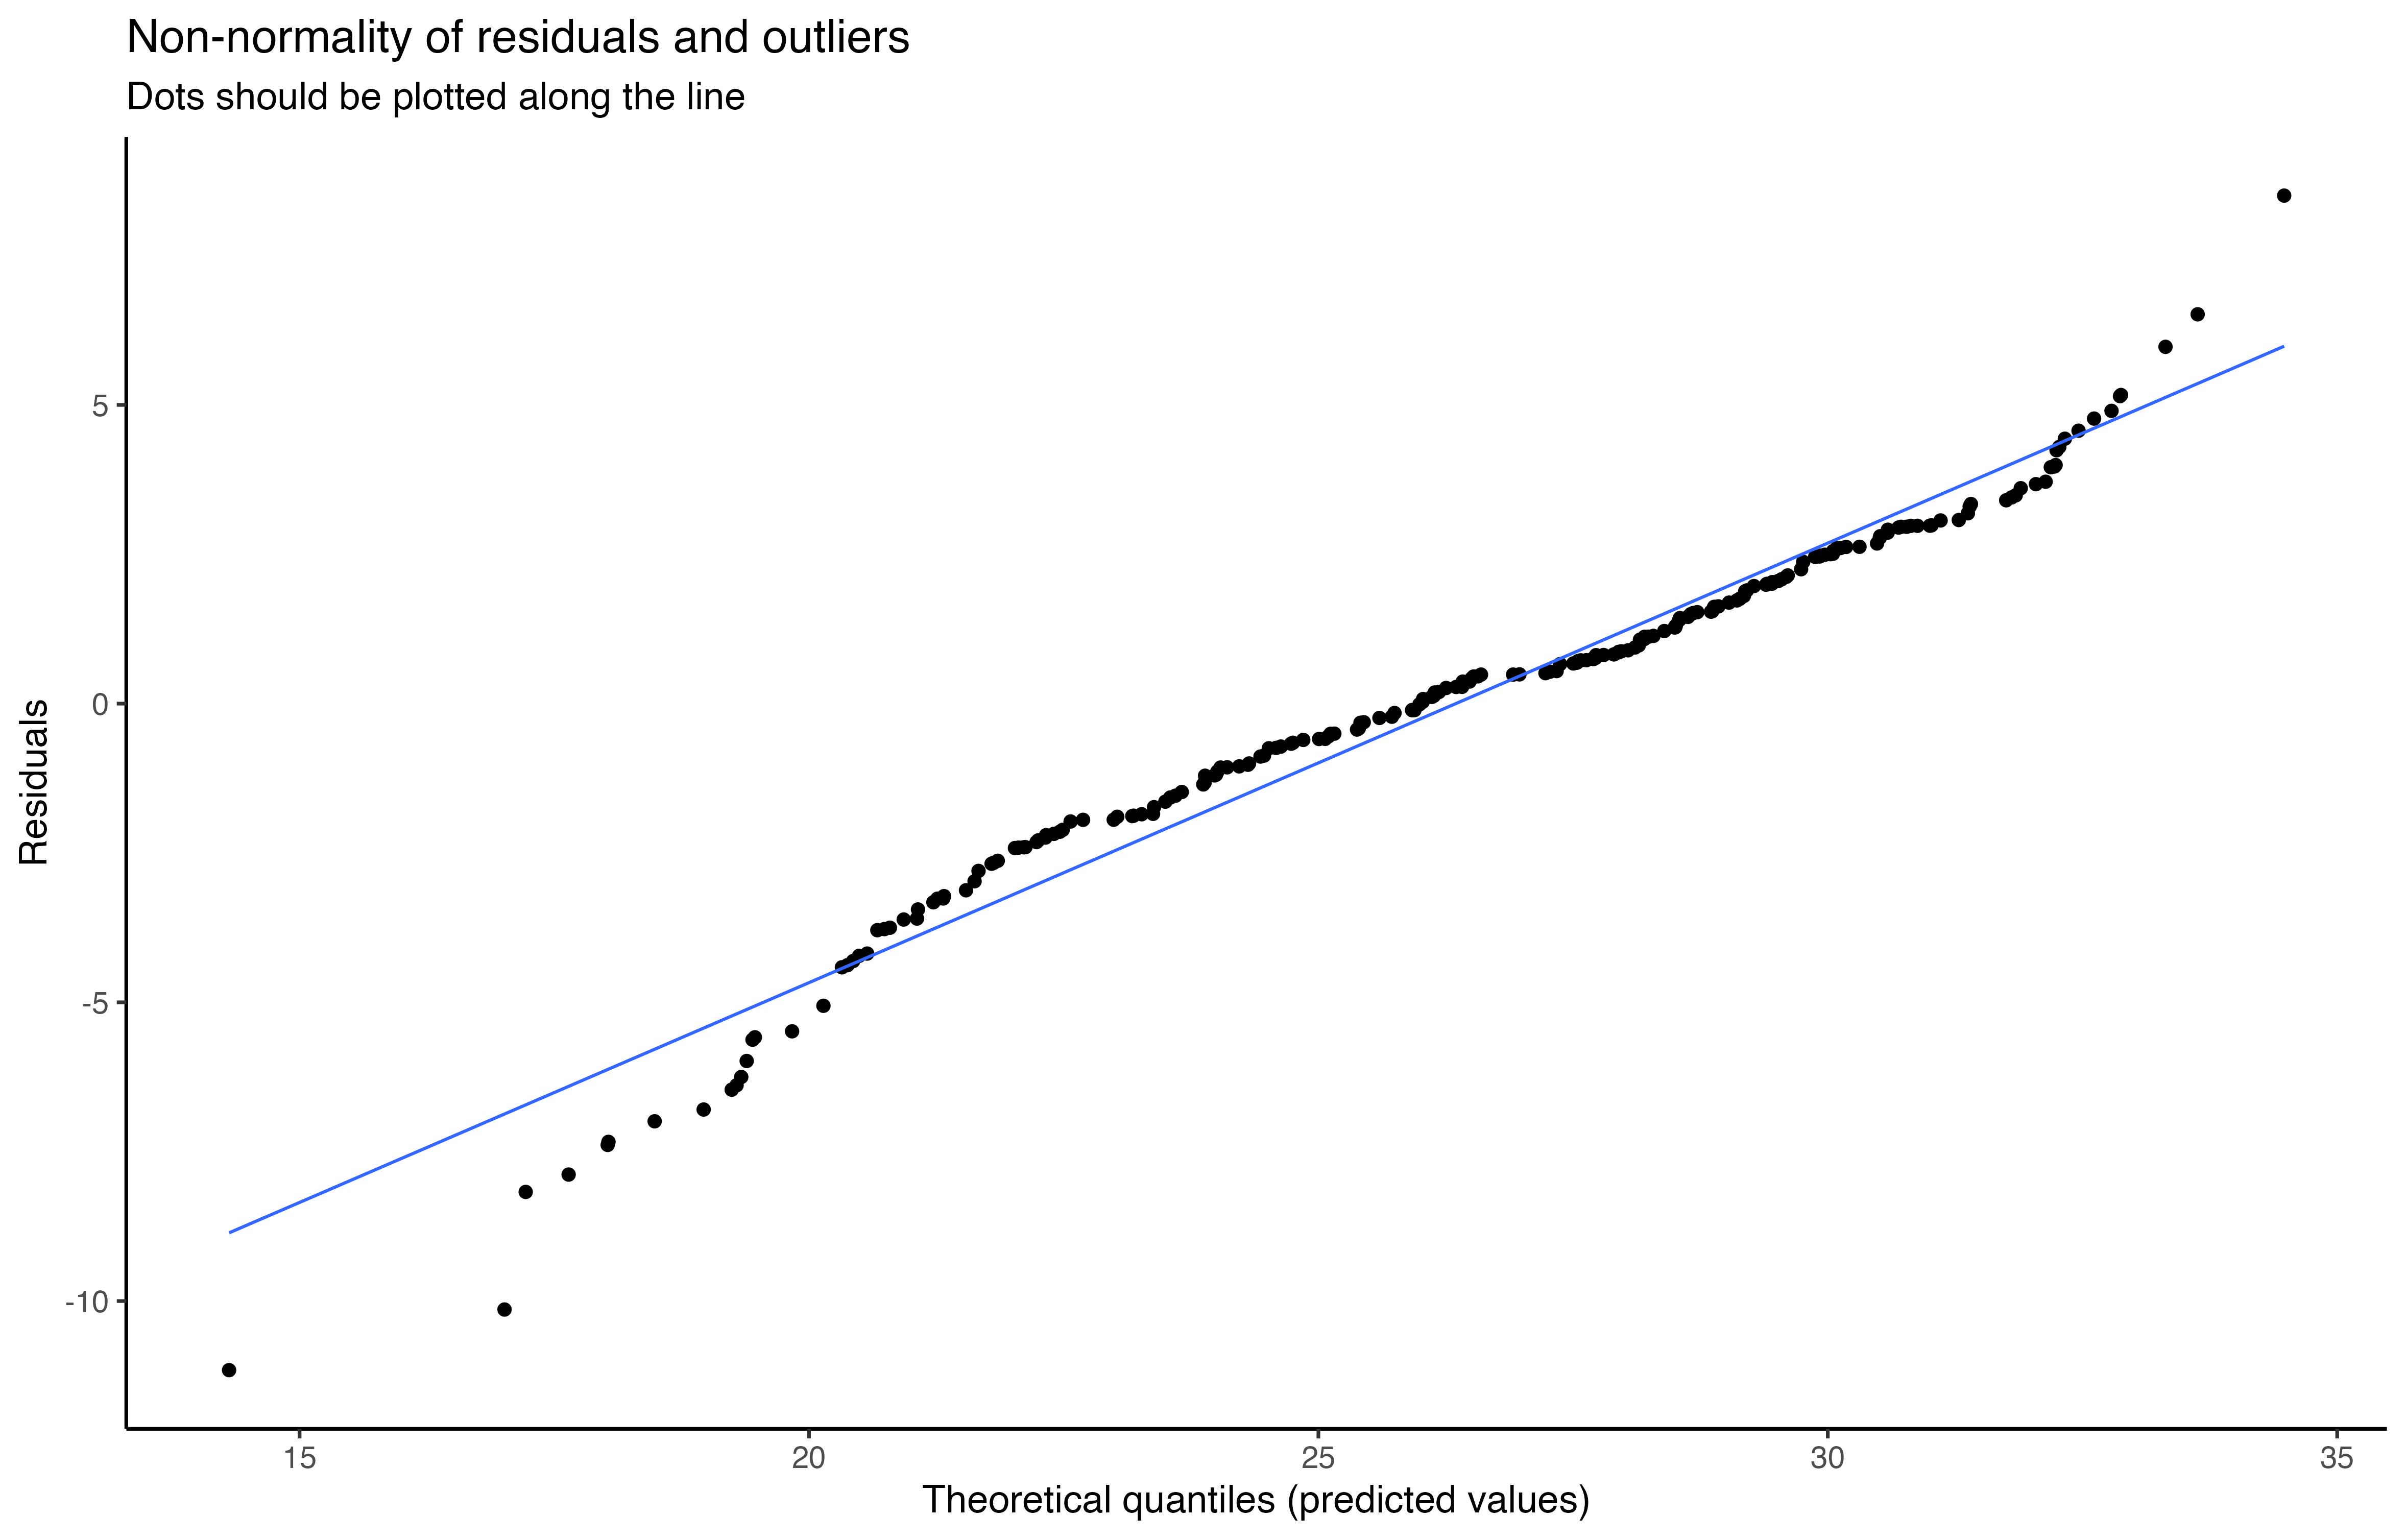 Non-normality of residuals and outliers
Dots should be plotted along the line
5
0
-5
-10
Residuals
15 20 25 30 35
Theoretical quantiles (predicted values)